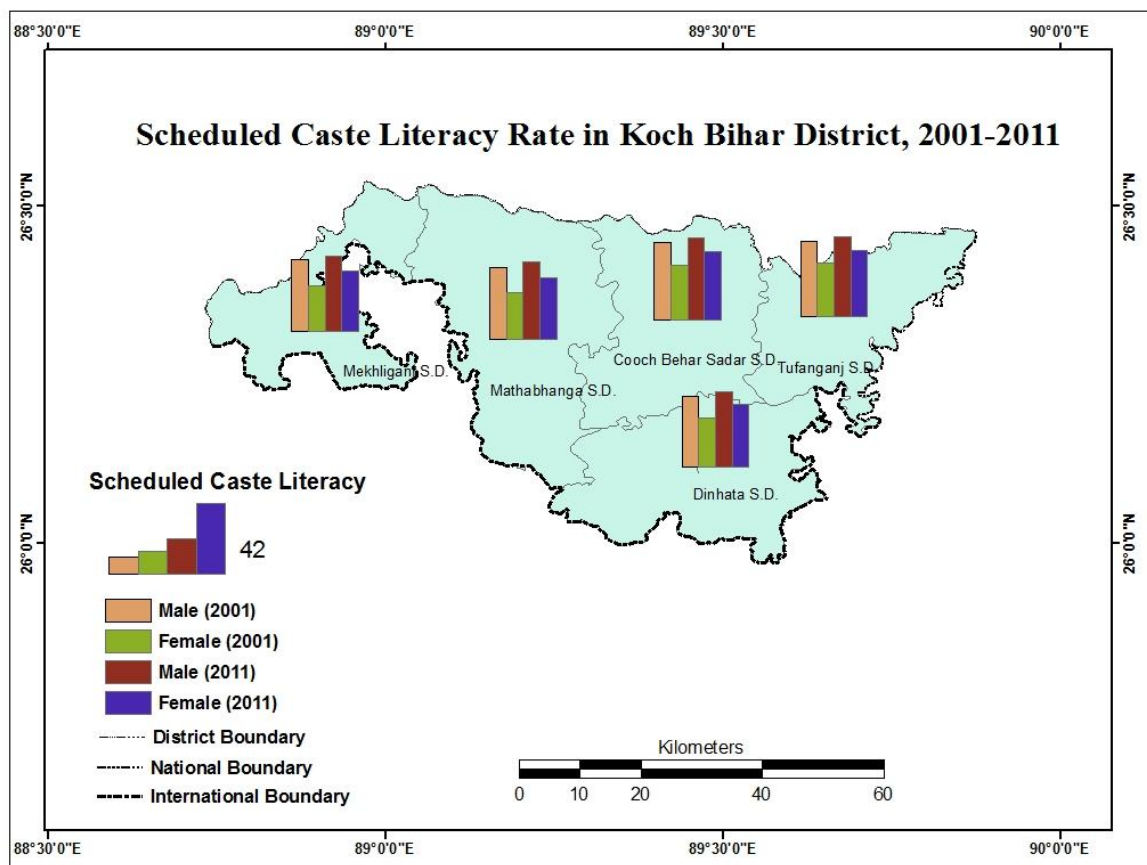 88°30'0"E 89°0'0"E 89°30'0"E 90°0'0"E
Scheduled Caste Literacy Rate in Koch Bihar District, 2001-2011
26°30'0"N 26°30'0"N
Cooch Behar Sadar S.D. Tufanganj S.D.
Mekhliganj S.D. Mathabhanga S.D.
Dinhata S.D.
Scheduled Caste Literacy
42
26°0'0"N 26°0'0"N
Male (2001)
Female (2001)
Male (2011)
Female (2011)
District Boundary
National Boundary
International Boundary
Kilometers
0 10 20 40 60
88°30'0"E 89°0'0"E 89°30'0"E 90°0'0"E